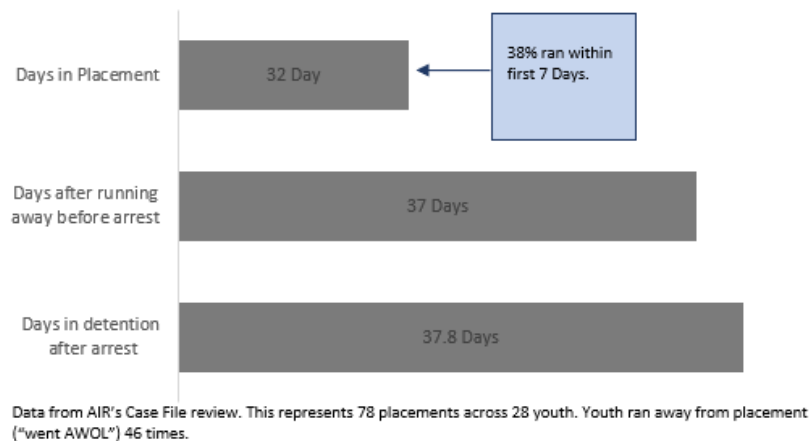 Days in Placement
32 Day
38% ran within
first 7 Days.
Days after running
away before arrest
37 Days
Days in detention
after arrest
37.8 Days
Data from AIR's Case File review. This represents 78 placements across 28 youth. Youth ran away from placement
("went AWOL") 46 times.